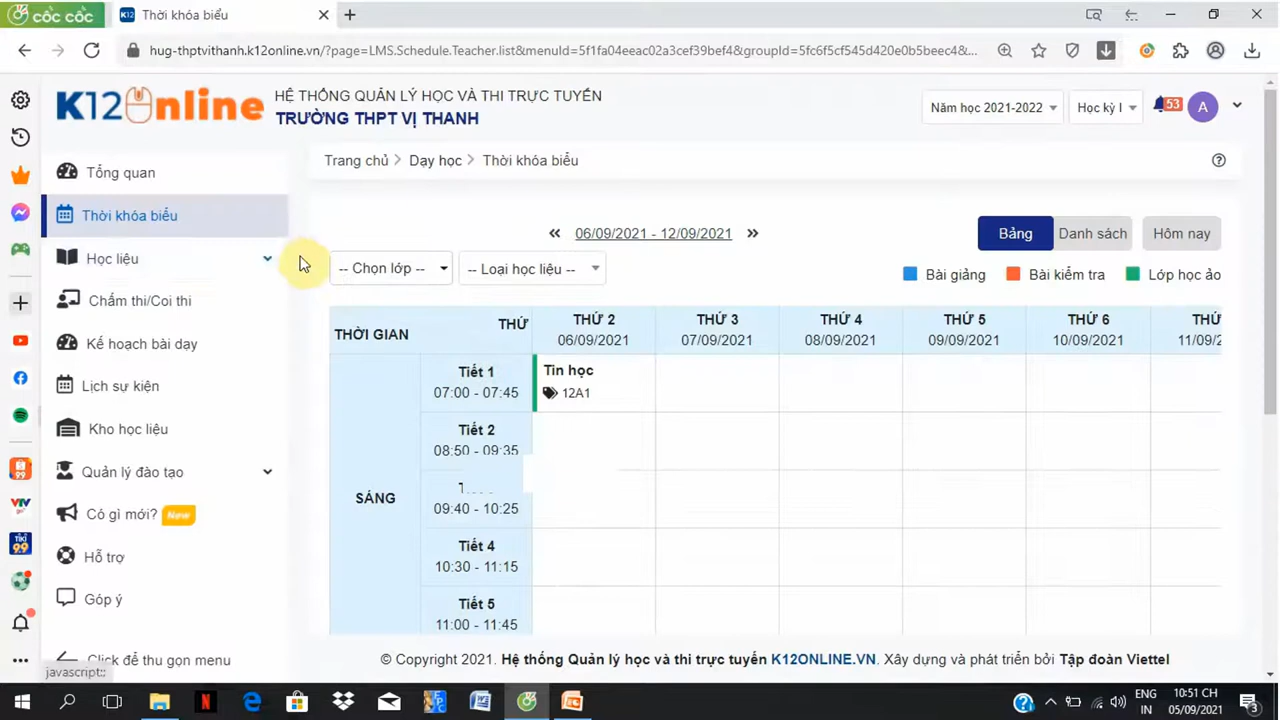 cốc cốc
K12
Thời khóa biểu
hug-thptvithanh.k12online.vn/?page=LMS.Schedule.Teacher.list&menuId=5f1fa04eeac02a3cef39bef4&groupId=5fc6f5cf545d420e0b5beec4&...
K12 Online
HỆ THỐNG QUẢN LÝ HỌC VÀ THI TRỰC TUYẾN
TRƯỜNG THPT VỊ THANH
Năm học 2021-2022
Học kỳ I
53
A
Tổng quan
Thời khóa biểu
Học liệu
Chấm thi/Coi thi
Kế hoạch bài dạy
Lịch sự kiện
Kho học liệu
Quản lý đào tạo
Có gì mới? New
Hỗ trợ
Góp ý
Click để thu gọn menu
javascript:;
Trang chủ > Dạy học > Thời khóa biểu
« 06/09/2021 - 12/09/2021 »
Bảng Danh sách Hôm nay
-- Chọn lớp -- -- Loại học liệu --
Bài giảng Bài kiểm tra Lớp học ảo
THỜI GIAN THỨ
THỨ 2
06/09/2021
THỨ 3
07/09/2021
THỨ 4
08/09/2021
THỨ 5
09/09/2021
THỨ 6
10/09/2021
THỨ
11/09/2
SÁNG
Tiết 1
07:00 - 07:45
Tin học
12A1
Tiết 2
08:50 - 09:35
09:40 - 10:25
Tiết 4
10:30 - 11:15
Tiết 5
11:00 - 11:45
© Copyright 2021. Hệ thống Quản lý học và thi trực tuyến K12ONLINE.VN. Xây dựng và phát triển bởi Tập đoàn Viettel
ENG
IN
10:51 CH
05/09/2021
3